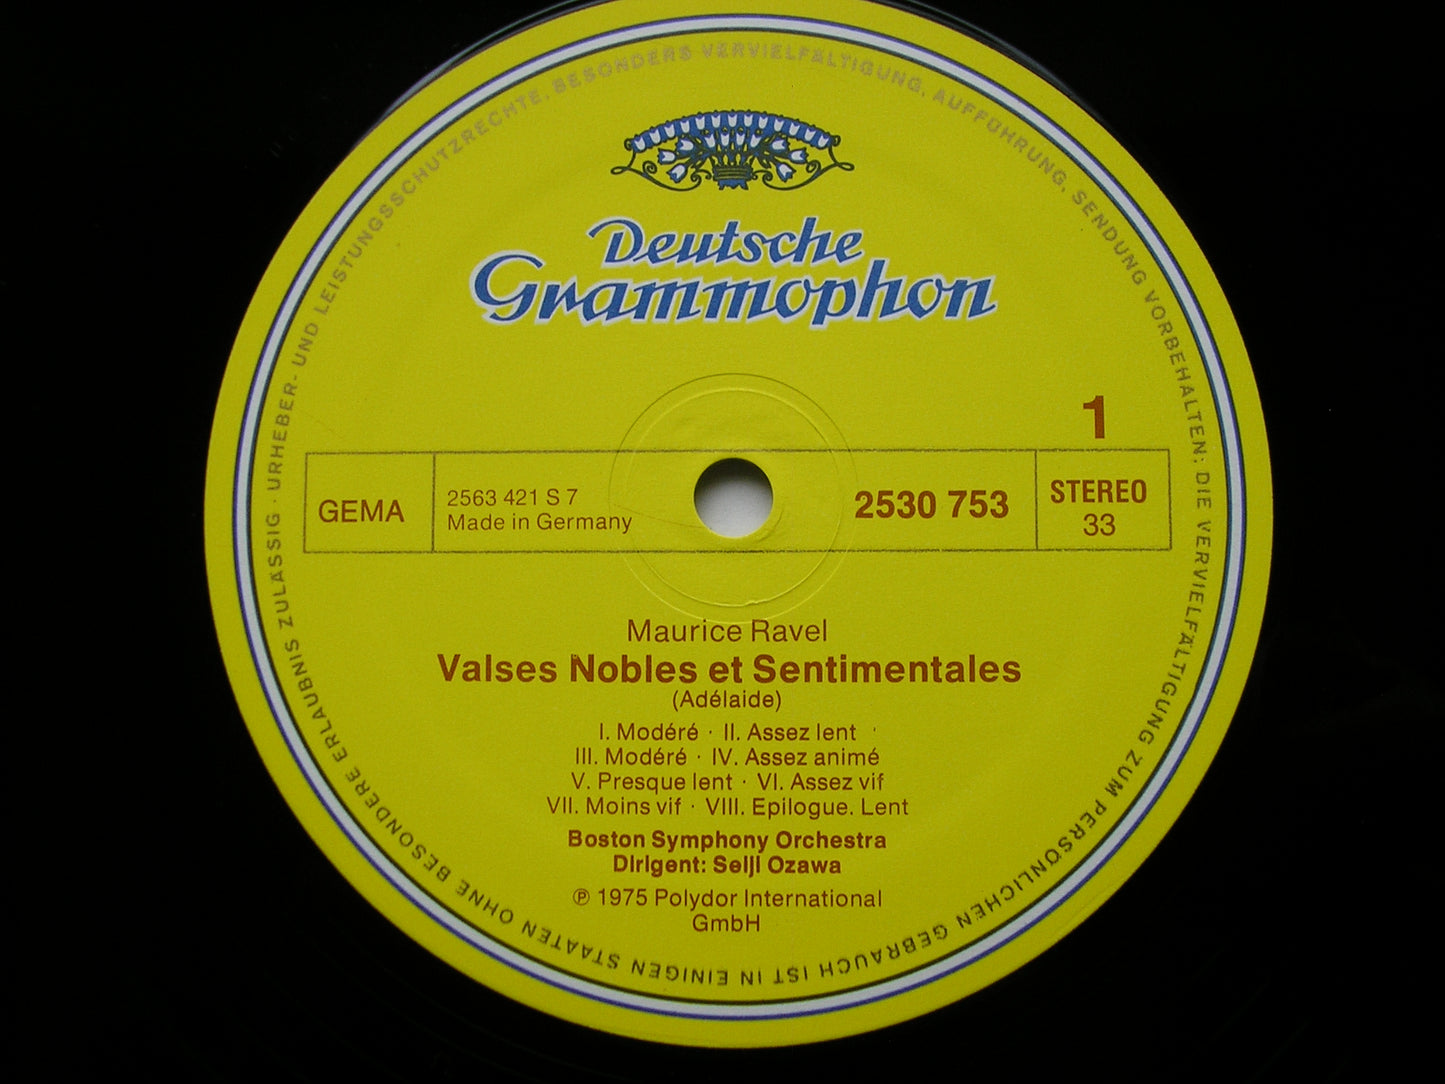 URHEBER- UND LEISTUNGSSCHUTZRECHTE, BESONDERS VERVIELFÄLTIGUNG, AUFFÜHRUNG, SENDUNG VORBEHALTEN; DIE VERVIELFÄLTIGUNG ZUM PERSÖNLICHEN GEBRAUCH IST IN EINIGEN STAATEN OHNE BESONDERE ERLAUBNIS ZULÄSSIG ·
Deutsche
Grammophon
1
GEMA
2563 421 S 7
Made in Germany
2530 753
STEREO
33
Maurice Ravel
Valses Nobles et Sentimentales
(Adélaide)
I. Modéré · II. Assez lent ·
III. Modéré · IV. Assez animé
V. Presque lent · VI. Assez vif
VII. Moins vif · VIII. Epilogue. Lent
Boston Symphony Orchestra
Dirigent: Seiji Ozawa
℗ 1975 Polydor International
GmbH